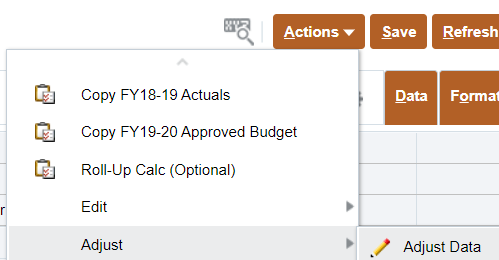 Actions Save Refresh
Copy FY18-19 Actuals
Data Forma
Copy FY19-20 Approved Budget
Roll-Up Calc (Optional)
Edit
Adjust Adjust Data